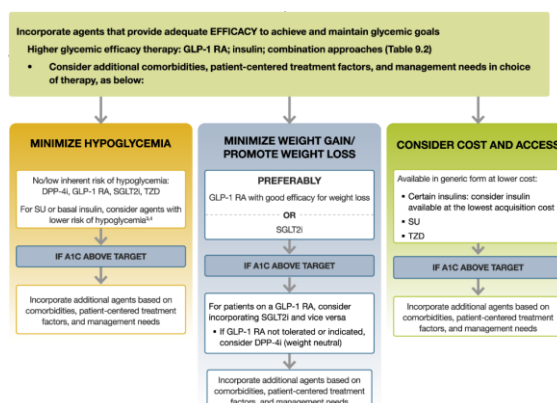 Incorporate agents that provide adequate EFFICACY to achieve and maintain glycemic goals
Higher glycemic efficacy therapy: GLP-1 RA; insulin; combination approaches (Table 9.2)
• Consider additional comorbidities, patient-centered treatment factors, and management needs in choice
of therapy, as below:
MINIMIZE HYPOGLYCEMIA
No/low inherent risk of hypoglycemia:
DPP-4i, GLP-1 RA, SGLT2i, TZD
For SU or basal insulin, consider agents with
lower risk of hypoglycemia³,⁴
IF A1C ABOVE TARGET
Incorporate additional agents based on
comorbidities, patient-centered treatment
factors, and management needs
MINIMIZE WEIGHT GAIN/
PROMOTE WEIGHT LOSS
PREFERABLY
GLP-1 RA with good efficacy for weight loss
OR
SGLT2i
IF A1C ABOVE TARGET
For patients on a GLP-1 RA, consider
incorporating SGLT2i and vice versa
▪ If GLP-1 RA not tolerated or indicated,
consider DPP-4i (weight neutral)
Incorporate additional agents based on
comorbidities, patient-centered treatment
factors, and management needs
CONSIDER COST AND ACCESS
Available in generic form at lower cost:
▪ Certain insulins: consider insulin
available at the lowest acquisition cost
▪ SU
▪ TZD
IF A1C ABOVE TARGET
Incorporate additional agents based on
comorbidities, patient-centered treatment
factors, and management needs